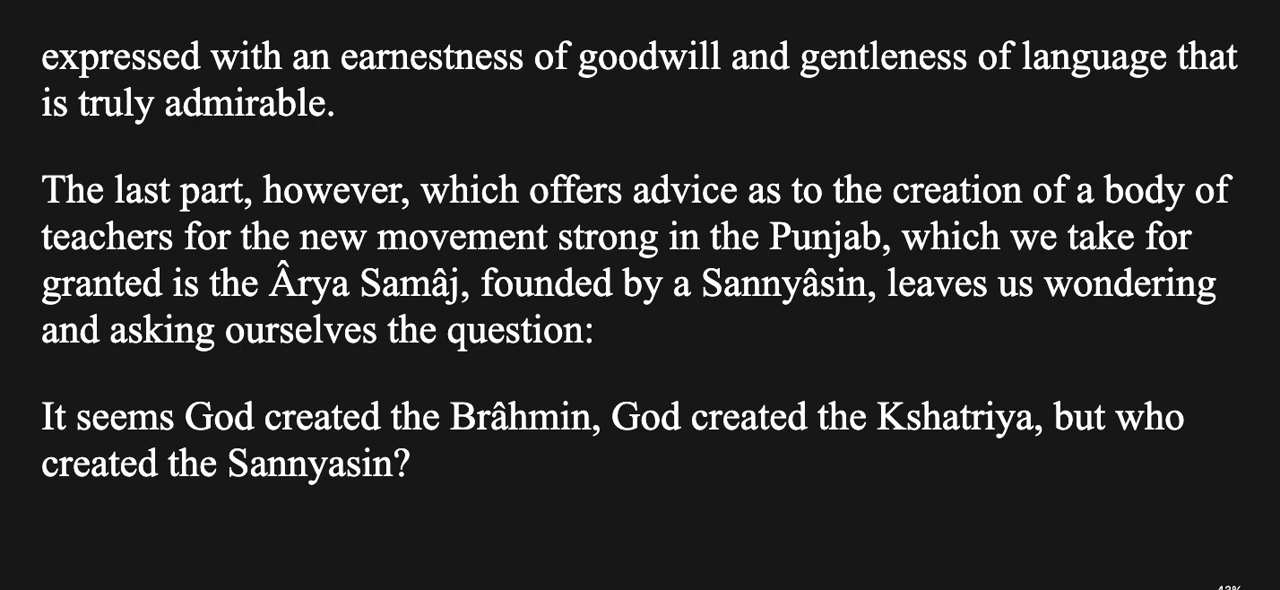 expressed with an earnestness of goodwill and gentleness of language that
is truly admirable.
The last part, however, which offers advice as to the creation of a body of
teachers for the new movement strong in the Punjab, which we take for
granted is the Ârya Samâj, founded by a Sannyâsin, leaves us wondering
and asking ourselves the question:
It seems God created the Brâhmin, God created the Kshatriya, but who
created the Sannyasin?